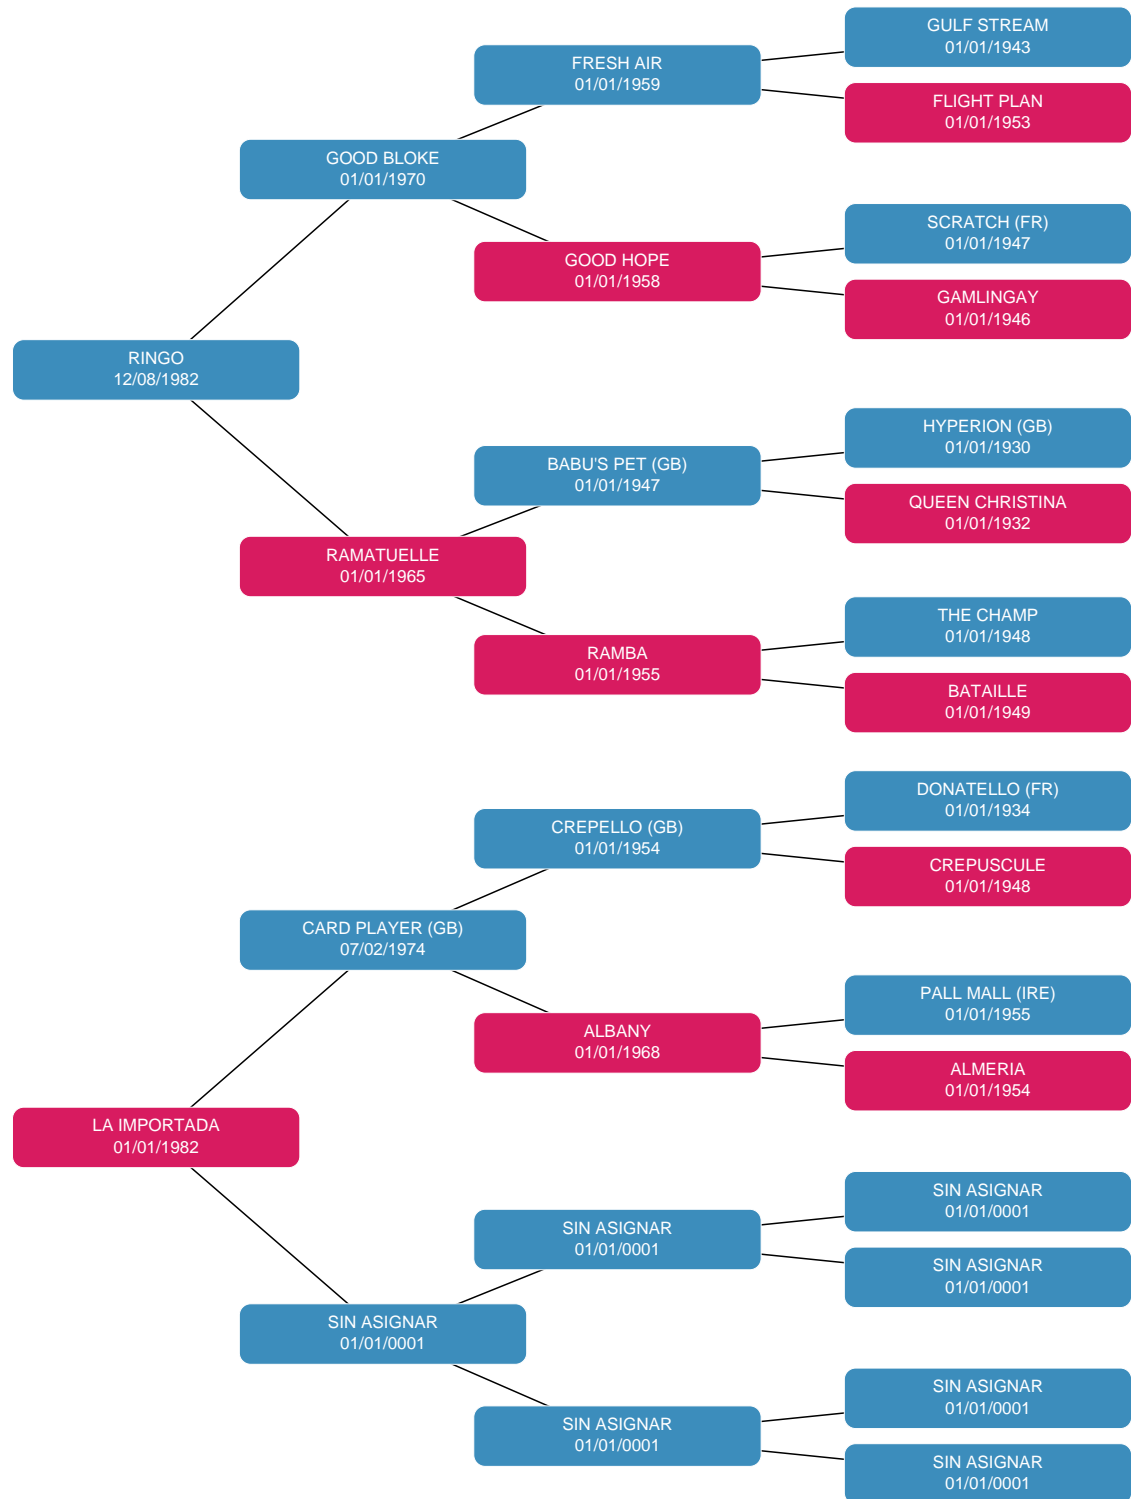 GULF STREAM
01/01/1943
FRESH AIR
01/01/1959
FLIGHT PLAN
01/01/1953
GOOD BLOKE
01/01/1970
SCRATCH (FR)
01/01/1947
GOOD HOPE
01/01/1958
GAMLINGAY
01/01/1946
RINGO
12/08/1982
HYPERION (GB)
01/01/1930
BABU'S PET (GB)
01/01/1947
QUEEN CHRISTINA
01/01/1932
RAMATUELLE
01/01/1965
THE CHAMP
01/01/1948
RAMBA
01/01/1955
BATAILLE
01/01/1949
DONATELLO (FR)
01/01/1934
CREPELLO (GB)
01/01/1954
CREPUSCULE
01/01/1948
CARD PLAYER (GB)
07/02/1974
PALL MALL (IRE)
01/01/1955
ALBANY
01/01/1968
ALMERIA
01/01/1954
LA IMPORTADA
01/01/1982
SIN ASIGNAR
01/01/0001
SIN ASIGNAR
01/01/0001
SIN ASIGNAR
01/01/0001
SIN ASIGNAR
01/01/0001
SIN ASIGNAR
01/01/0001
SIN ASIGNAR
01/01/0001
SIN ASIGNAR
01/01/0001